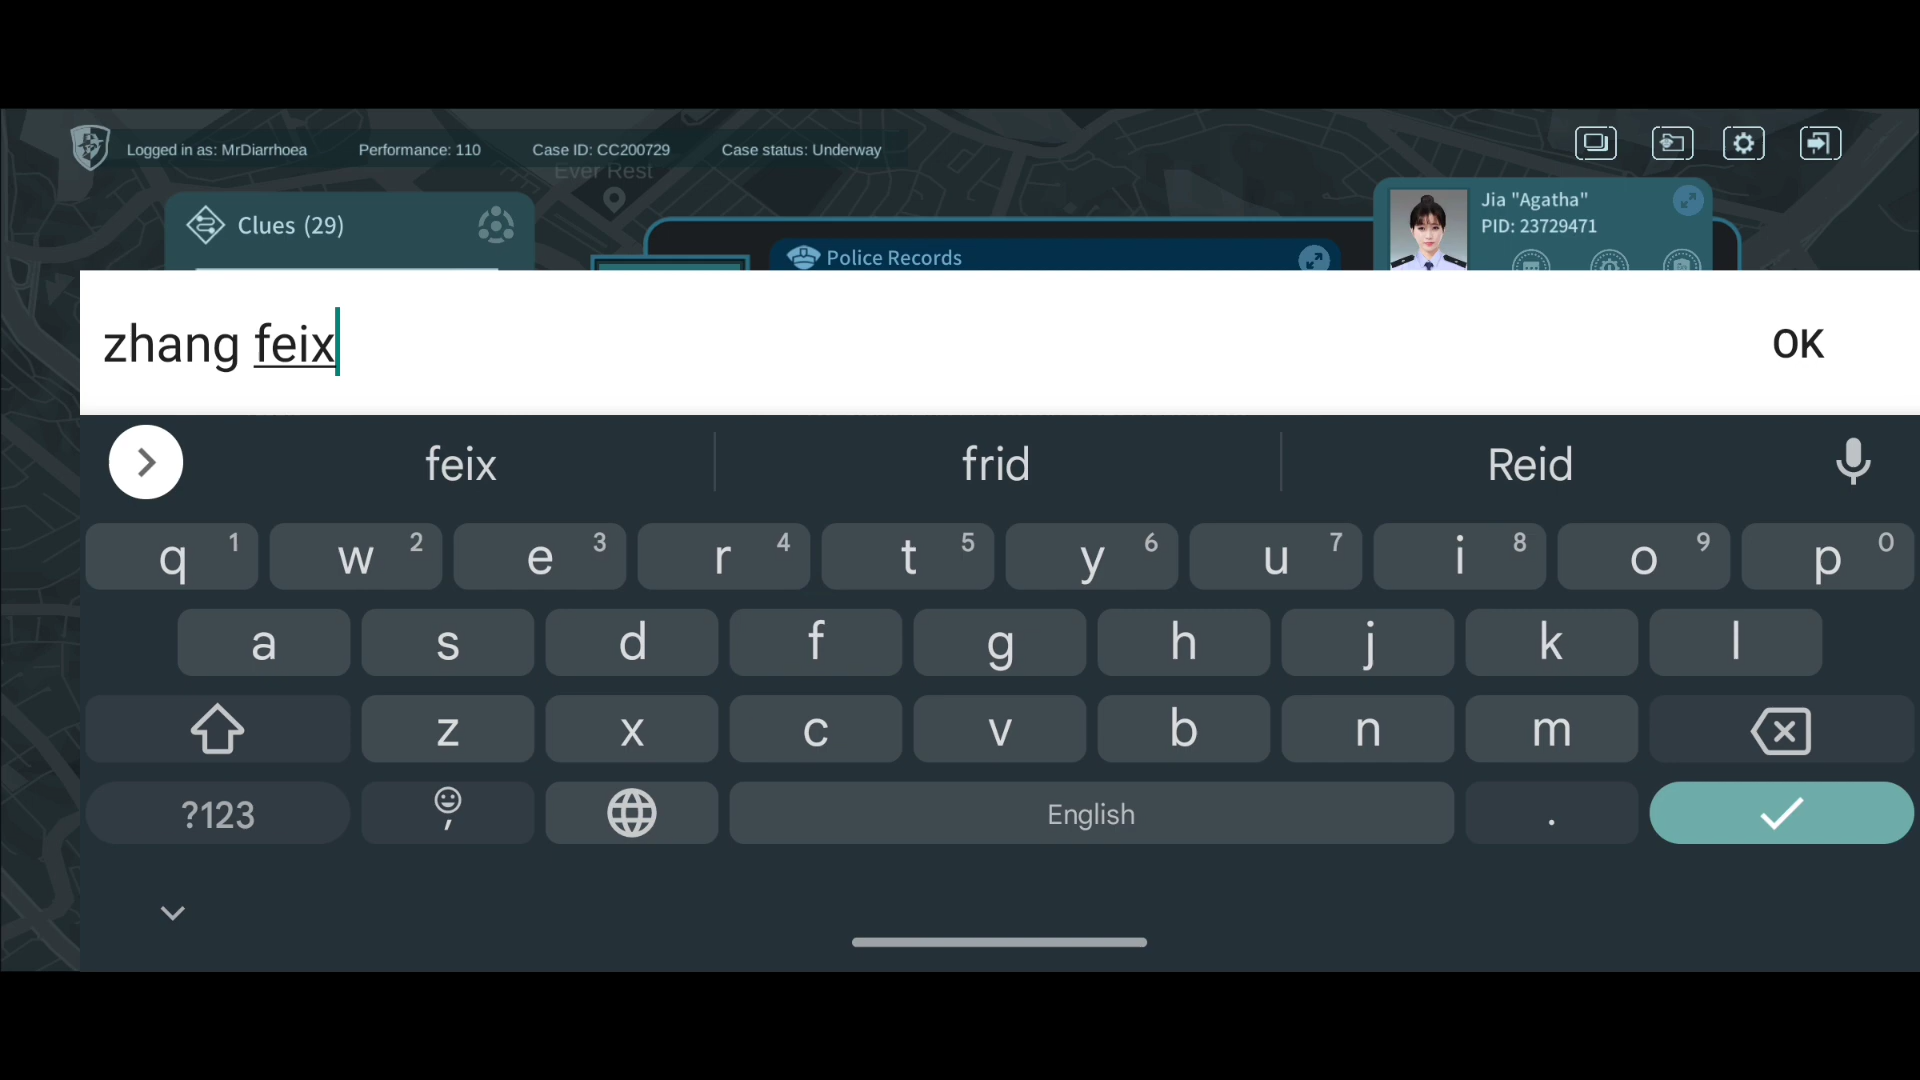 Logged in as: MrDiarrhoea Performance: 110 Case ID: CC200729 Case status: Underway
Ever Rest
Clues (29)
Police Records
Jia "Agatha"
PID: 23729471
zhang feix
OK
feix frid Reid
q 1 w 2 e 3 r 4 t 5 y 6 u 7 i 8 o 9 p 0
a s d f g h j k l
z x c v b n m
?123 , English .